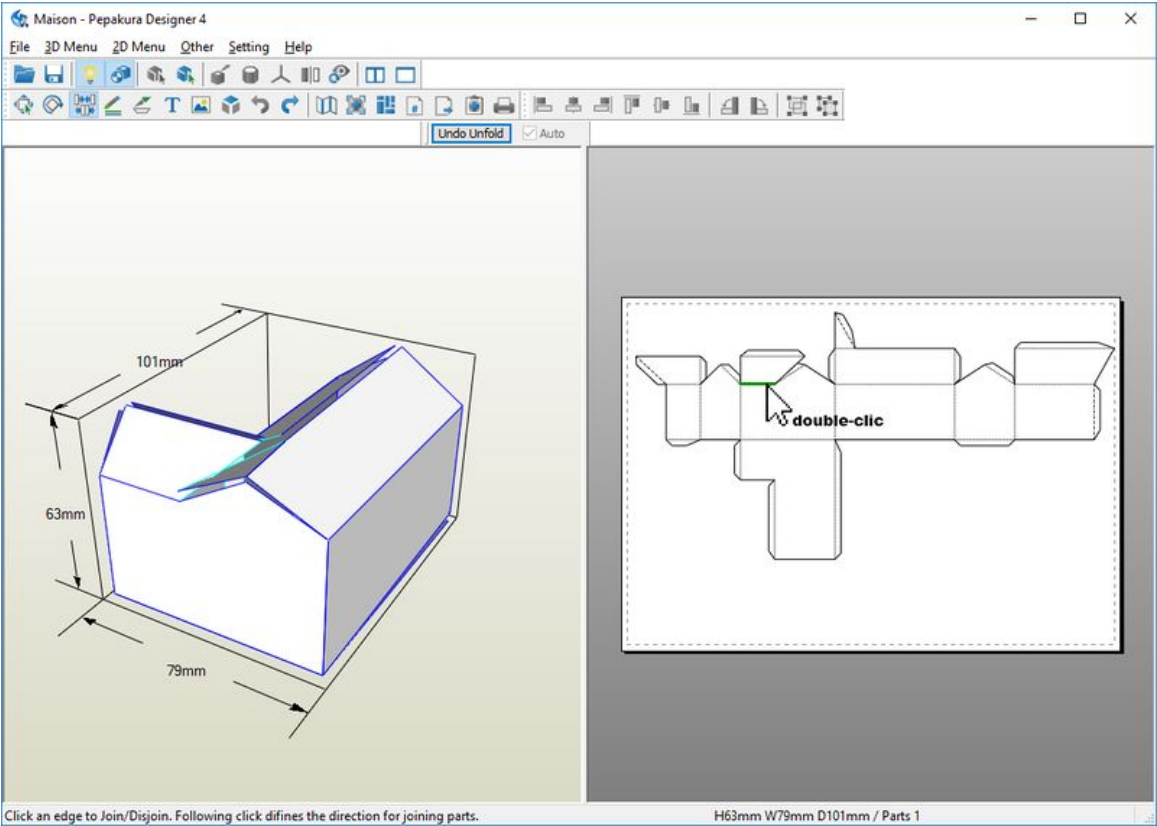 Maison - Pepakura Designer 4
File 3D Menu 2D Menu Other Setting Help
T
Undo Unfold Auto
101mm
63mm
79mm
double-clic
Click an edge to Join/Disjoin. Following click difines the direction for joining parts. H63mm W79mm D101mm / Parts 1